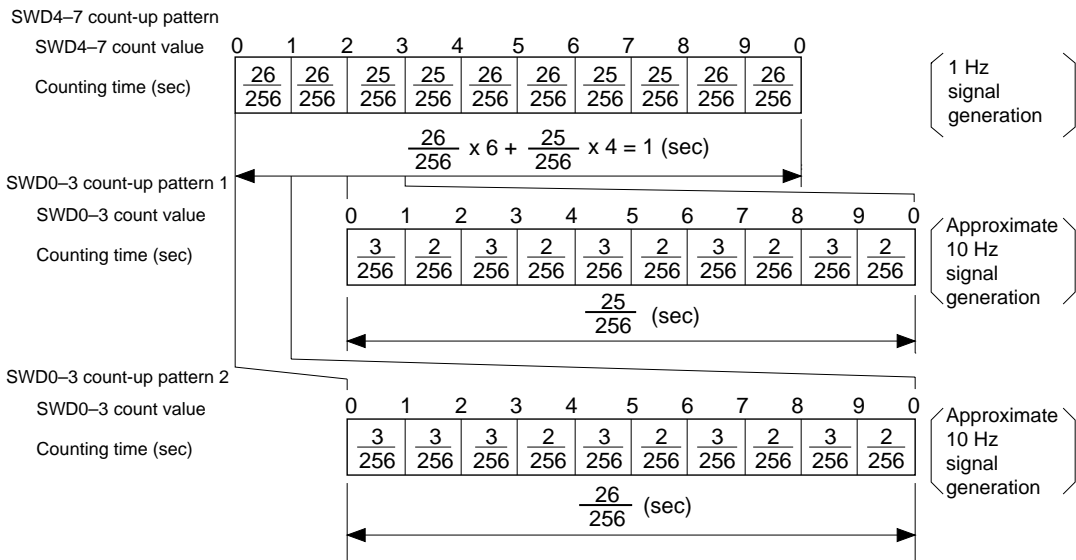 SWD4–7 count-up pattern
SWD4–7 count value 0 1 2 3 4 5 6 7 8 9 0
Counting time (sec) 26/256 26/256 25/256 25/256 26/256 26/256 25/256 25/256 26/256 26/256
1 Hz
signal
generation
26/256 x 6 + 25/256 x 4 = 1 (sec)
SWD0–3 count-up pattern 1
SWD0–3 count value 0 1 2 3 4 5 6 7 8 9 0
Counting time (sec) 3/256 2/256 3/256 2/256 3/256 2/256 3/256 2/256 3/256 2/256
Approximate
10 Hz
signal
generation
25/256 (sec)
SWD0–3 count-up pattern 2
SWD0–3 count value 0 1 2 3 4 5 6 7 8 9 0
Counting time (sec) 3/256 3/256 3/256 2/256 3/256 2/256 3/256 2/256 3/256 2/256
Approximate
10 Hz
signal
generation
26/256 (sec)